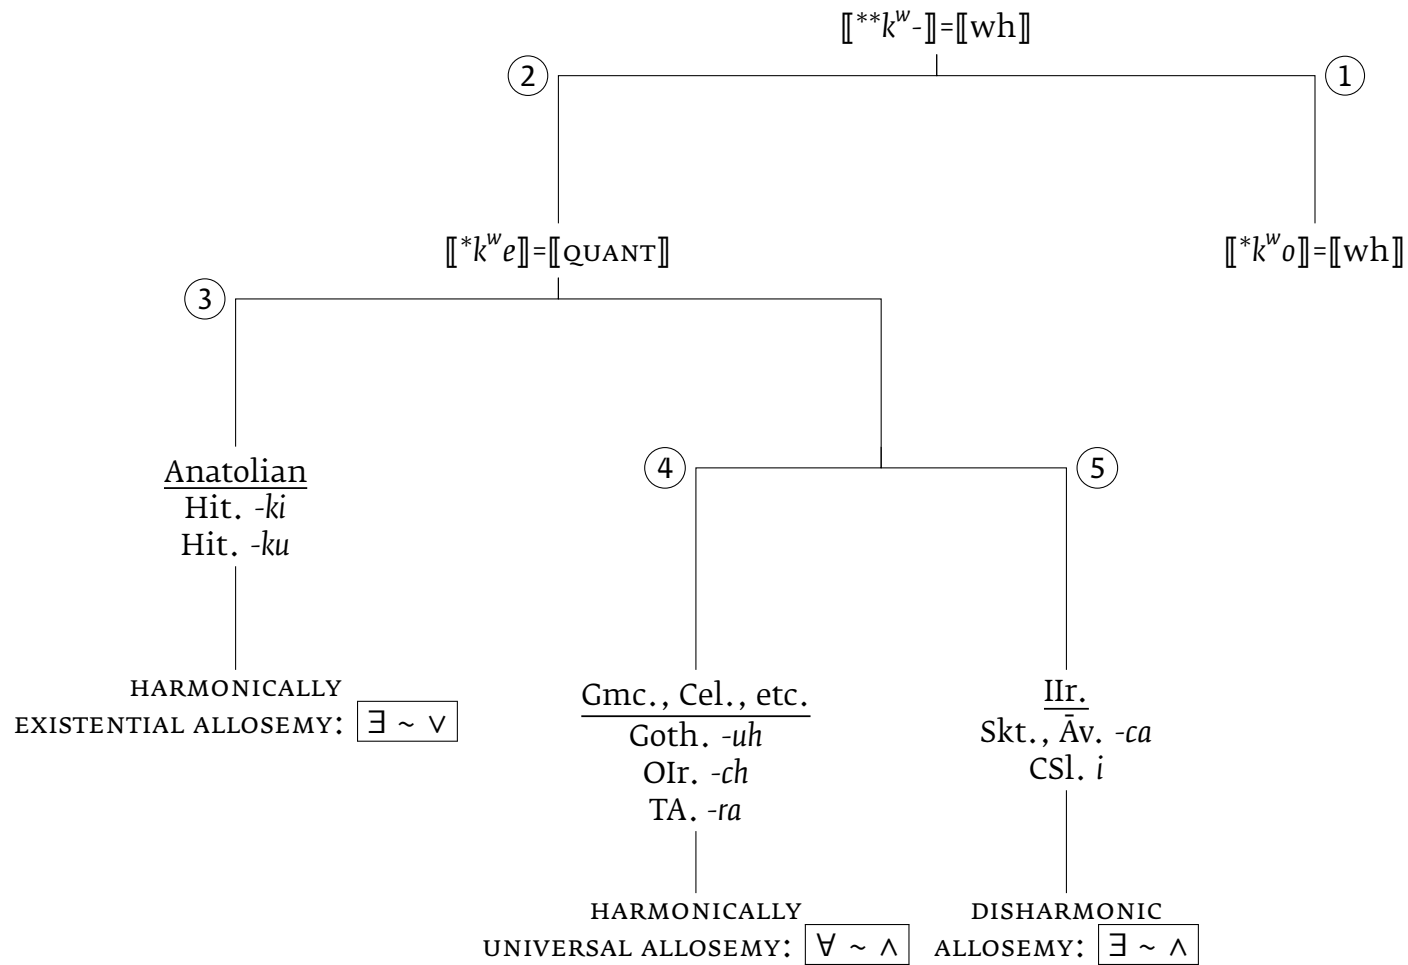 ⟦**kʷ-⟧=⟦wh⟧
② ①
⟦*kʷe⟧=⟦QUANT⟧ ⟦*kʷo⟧=⟦wh⟧
③
Anatolian
Hit. -ki
Hit. -ku
HARMONICALLY
EXISTENTIAL ALLOSEMY: ∃ ~ ∨
④
Gmc., Cel., etc.
Goth. -uh
OIr. -ch
TA. -ra
HARMONICALLY
UNIVERSAL ALLOSEMY: ∀ ~ ∧
⑤
IIr.
Skt., Āv. -ca
CSl. i
DISHARMONIC
ALLOSEMY: ∃ ~ ∧